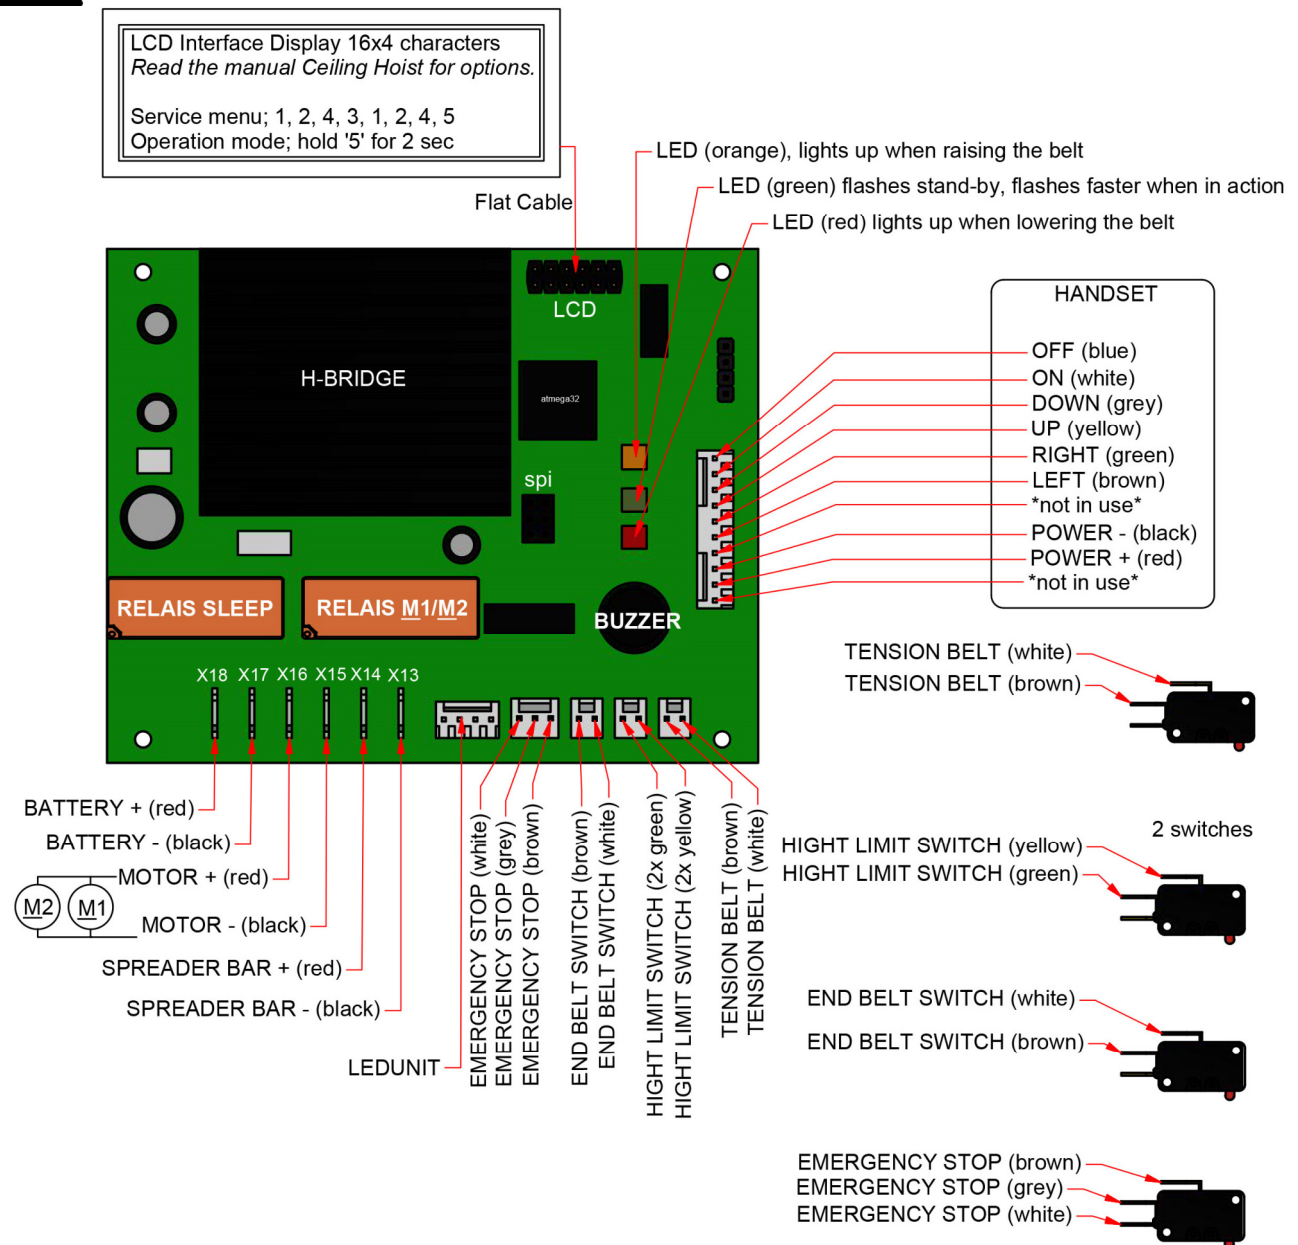 LCD Interface Display 16x4 characters
Read the manual Ceiling Hoist for options.
Service menu; 1, 2, 4, 3, 1, 2, 4, 5
Operation mode; hold '5' for 2 sec
Flat Cable
LED (orange), lights up when raising the belt
LED (green) flashes stand-by, flashes faster when in action
LED (red) lights up when lowering the belt
LCD
H-BRIDGE
atmega32
spi
RELAIS SLEEP
RELAIS M1/M2
BUZZER
X18 X17 X16 X15 X14 X13
HANDSET
OFF (blue)
ON (white)
DOWN (grey)
UP (yellow)
RIGHT (green)
LEFT (brown)
*not in use*
POWER - (black)
POWER + (red)
*not in use*
BATTERY + (red)
BATTERY - (black)
MOTOR + (red)
M2 M1
MOTOR - (black)
SPREADER BAR + (red)
SPREADER BAR - (black)
LEDUNIT
EMERGENCY STOP (white)
EMERGENCY STOP (grey)
EMERGENCY STOP (brown)
END BELT SWITCH (brown)
END BELT SWITCH (white)
HIGHT LIMIT SWITCH (2x green)
HIGHT LIMIT SWITCH (2x yellow)
TENSION BELT (brown)
TENSION BELT (white)
TENSION BELT (white)
TENSION BELT (brown)
2 switches
HIGHT LIMIT SWITCH (yellow)
HIGHT LIMIT SWITCH (green)
END BELT SWITCH (white)
END BELT SWITCH (brown)
EMERGENCY STOP (brown)
EMERGENCY STOP (grey)
EMERGENCY STOP (white)